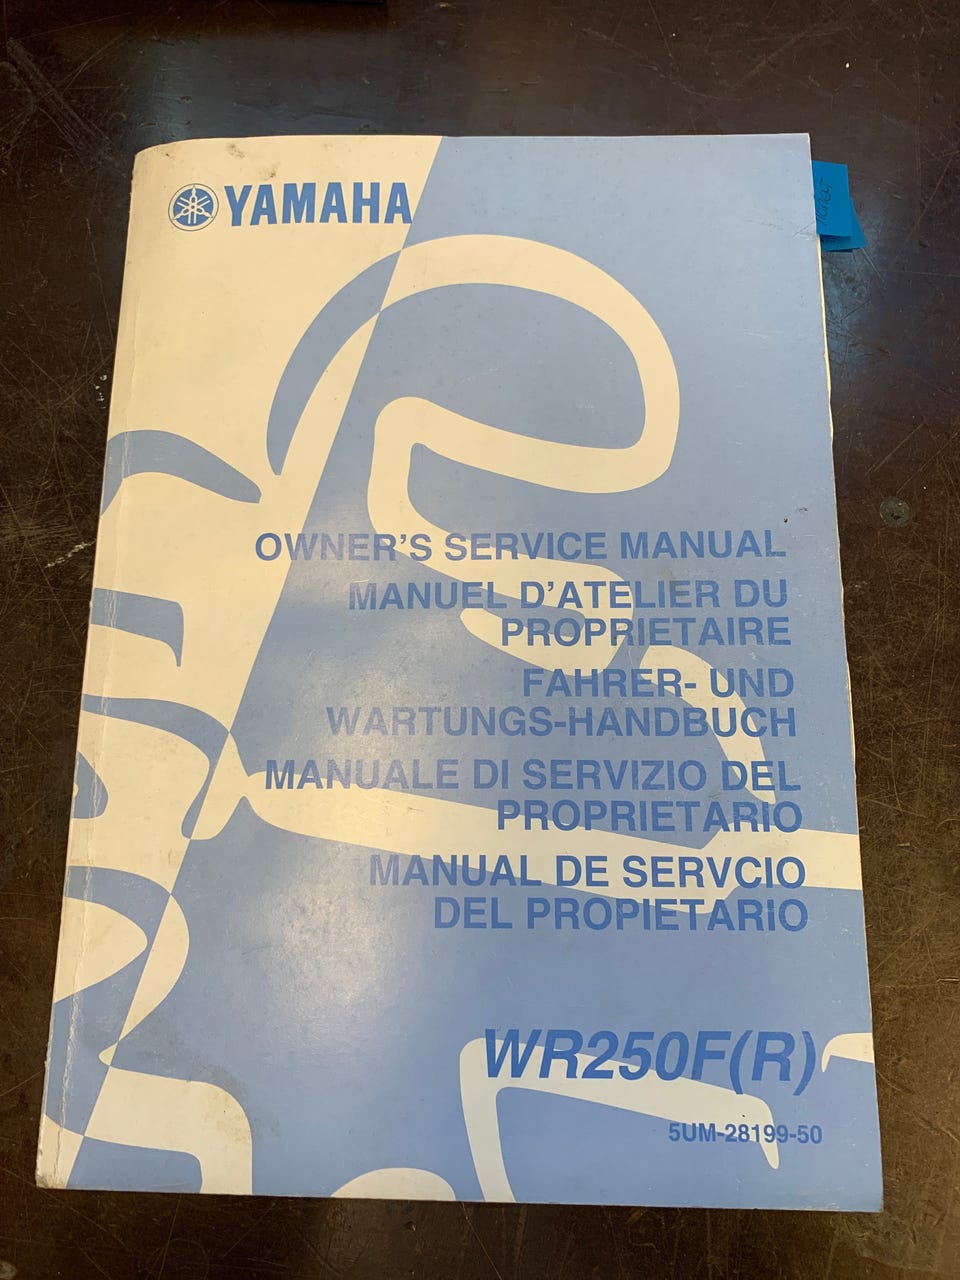 YAMAHA
OWNER'S SERVICE MANUAL
MANUEL D'ATELIER DU
PROPRIETAIRE
FAHRER- UND
WARTUNGS-HANDBUCH
MANUALE DI SERVIZIO DEL
PROPRIETARIO
MANUAL DE SERVCIO
DEL PROPIETARIO
WR250F(R)
5UM-28199-50